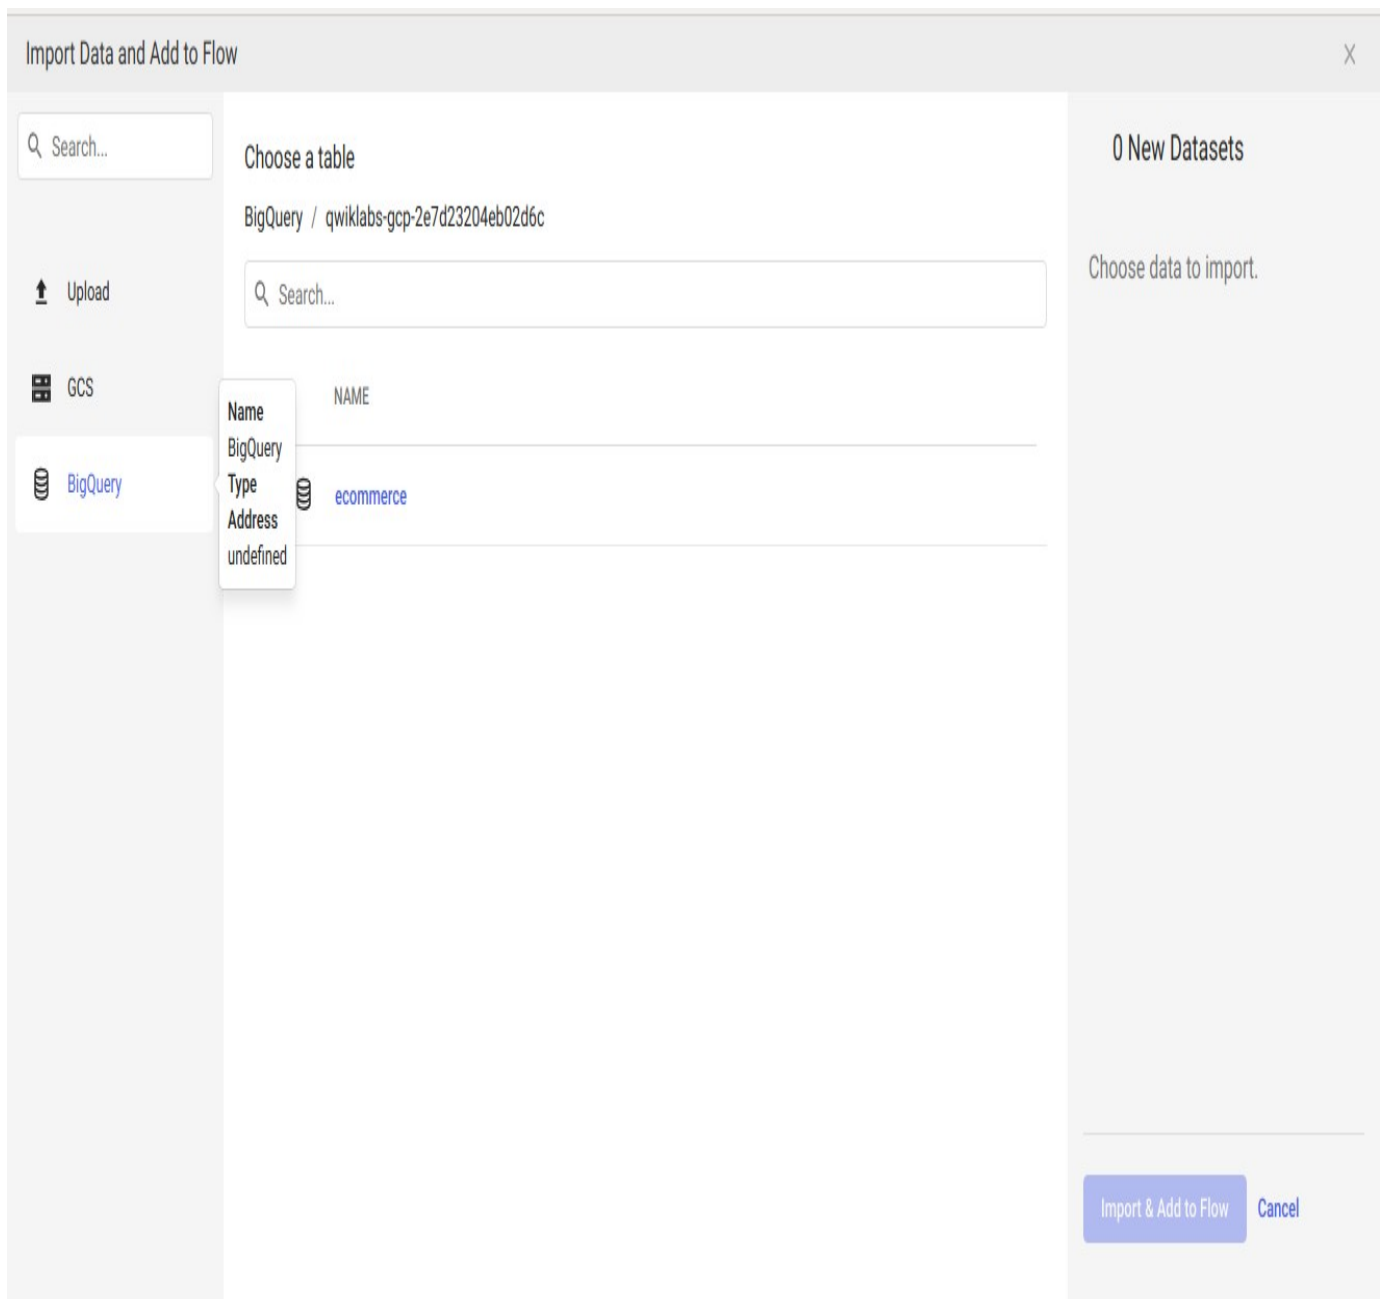 Import Data and Add to Flow
X
Search...
Upload
GCS
BigQuery
Name
BigQuery
Type
Address
undefined
Choose a table
BigQuery / qwiklabs-gcp-2e7d23204eb02d6c
Search...
NAME
ecommerce
0 New Datasets
Choose data to import.
Import & Add to Flow
Cancel